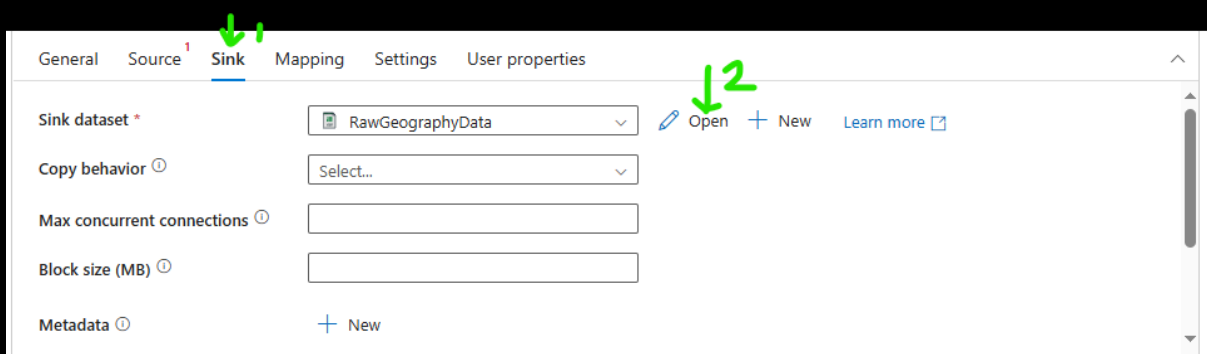 1
General Source 1 Sink Mapping Settings User properties
2
Sink dataset * RawGeographyData Open + New Learn more
Copy behavior Select...
Max concurrent connections
Block size (MB)
Metadata + New